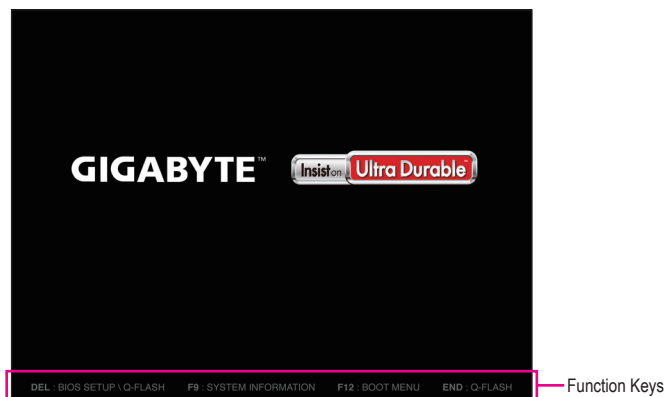 GIGABYTE™ Insist on Ultra Durable™
DEL : BIOS SETUP \ Q-FLASH F9 : SYSTEM INFORMATION F12 : BOOT MENU END : Q-FLASH
Function Keys